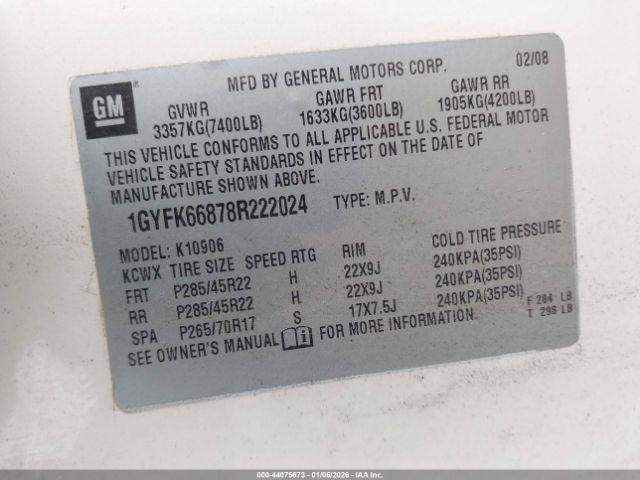 GM
MFD BY GENERAL MOTORS CORP. 02/08
GVWR GAWR FRT GAWR RR
3357KG(7400LB) 1633KG(3600LB) 1905KG(4200LB)
THIS VEHICLE CONFORMS TO ALL APPLICABLE U.S. FEDERAL MOTOR
VEHICLE SAFETY STANDARDS IN EFFECT ON THE DATE OF
MANUFACTURE SHOWN ABOVE.
1GYFK66878R222024 TYPE: M.P.V.
MODEL: K10906
KCWX TIRE SIZE SPEED RTG RIM COLD TIRE PRESSURE
FRT P285/45R22 H 22X9J 240KPA(35PSI)
RR P285/45R22 H 22X9J 240KPA(35PSI)
SPA P265/70R17 S 17X7.5J 240KPA(35PSI)
SEE OWNER'S MANUAL i FOR MORE INFORMATION.
F 284 LB
T 298 LB
000-44075673 - 01/06/2026 - IAA Inc.